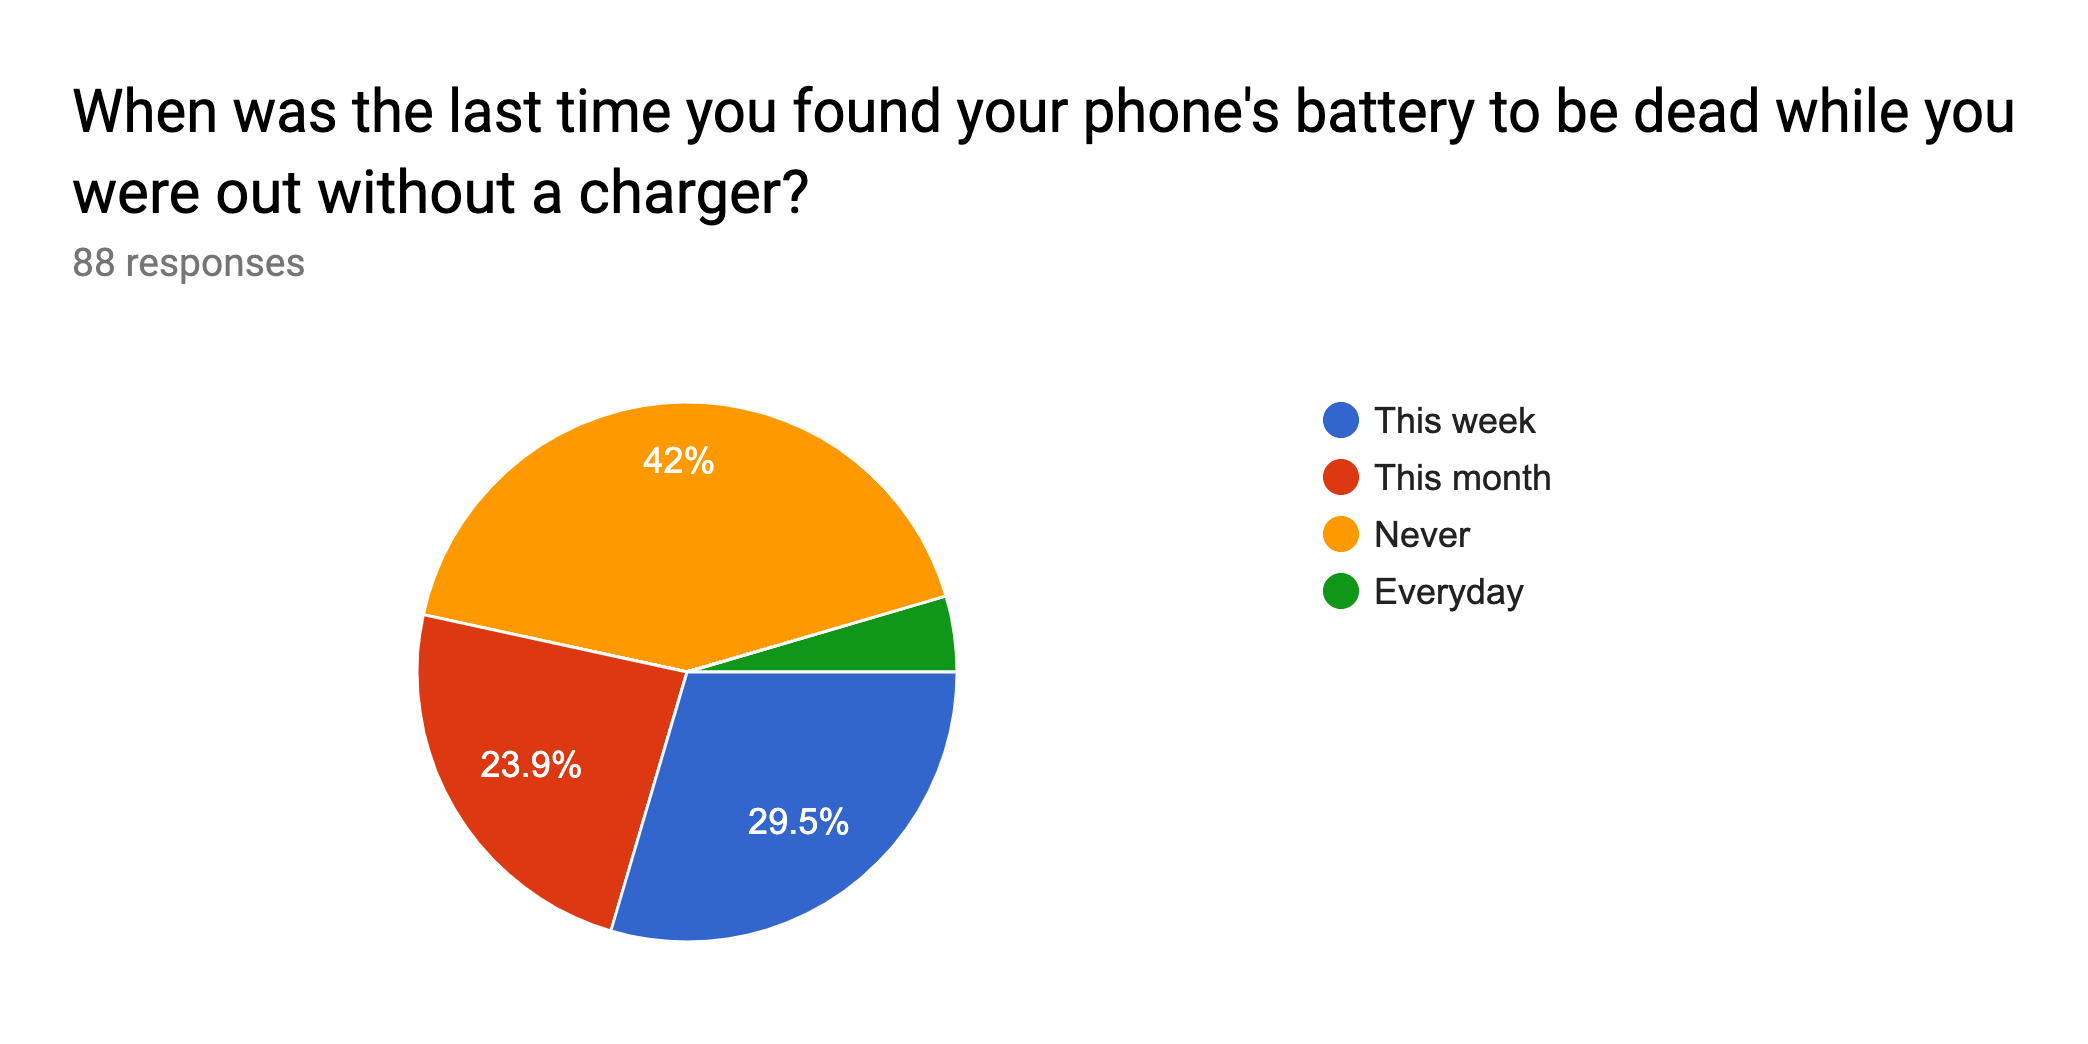 When was the last time you found your phone's battery to be dead while you
were out without a charger?
88 responses
42%
23.9%
29.5%
This week
This month
Never
Everyday